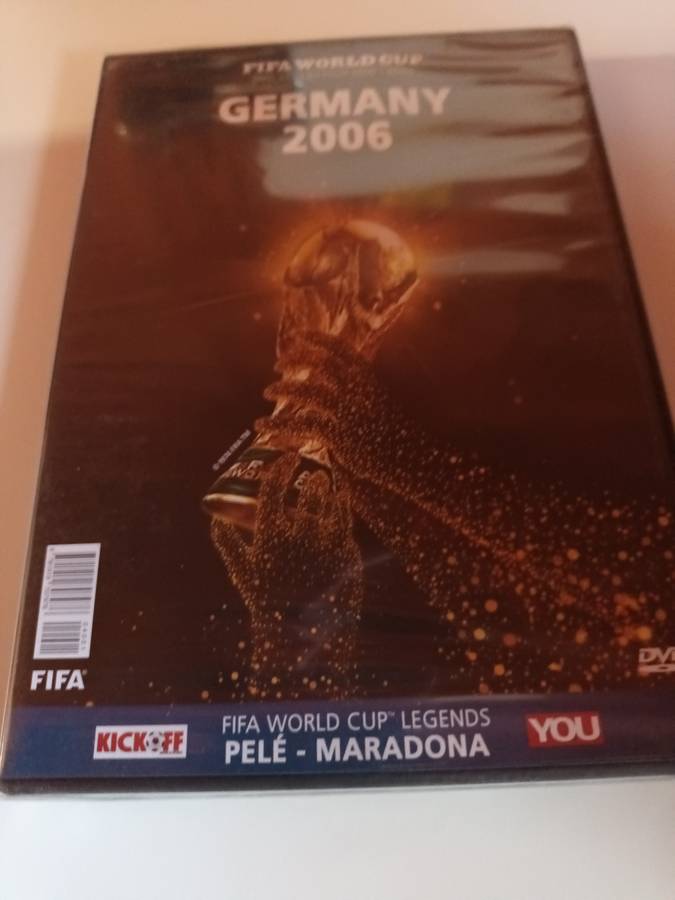 FIFA WORLD CUP
GERMANY
2006
FIFA
DVD
KICKOFF
FIFA WORLD CUP™ LEGENDS
PELÉ - MARADONA
YOU